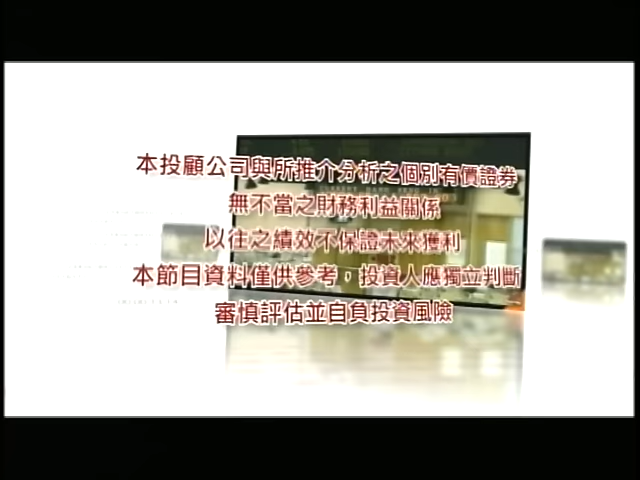 本投顧公司與所推介分析之個別有價證券
無不當之財務利益關係
以往之績效不保證未來獲利
本節目資料僅供參考，投資人應獨立判斷
審慎評估並自負投資風險